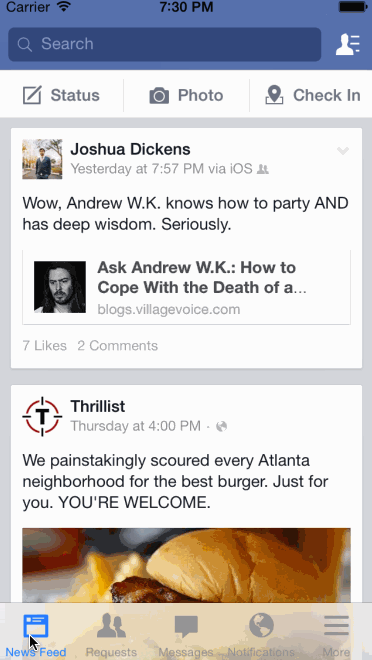 Carrier 7:30 PM
Search
Status Photo Check In
Joshua Dickens
Yesterday at 7:57 PM via iOS
Wow, Andrew W.K. knows how to party AND
has deep wisdom. Seriously.
Ask Andrew W.K.: How to
Cope With the Death of a...
blogs.villagevoice.com
7 Likes 2 Comments
T
Thrillist
Thursday at 4:00 PM ·
We painstakingly scoured every Atlanta
neighborhood for the best burger. Just for
you. YOU'RE WELCOME.
News Feed Requests Messages Notifications More